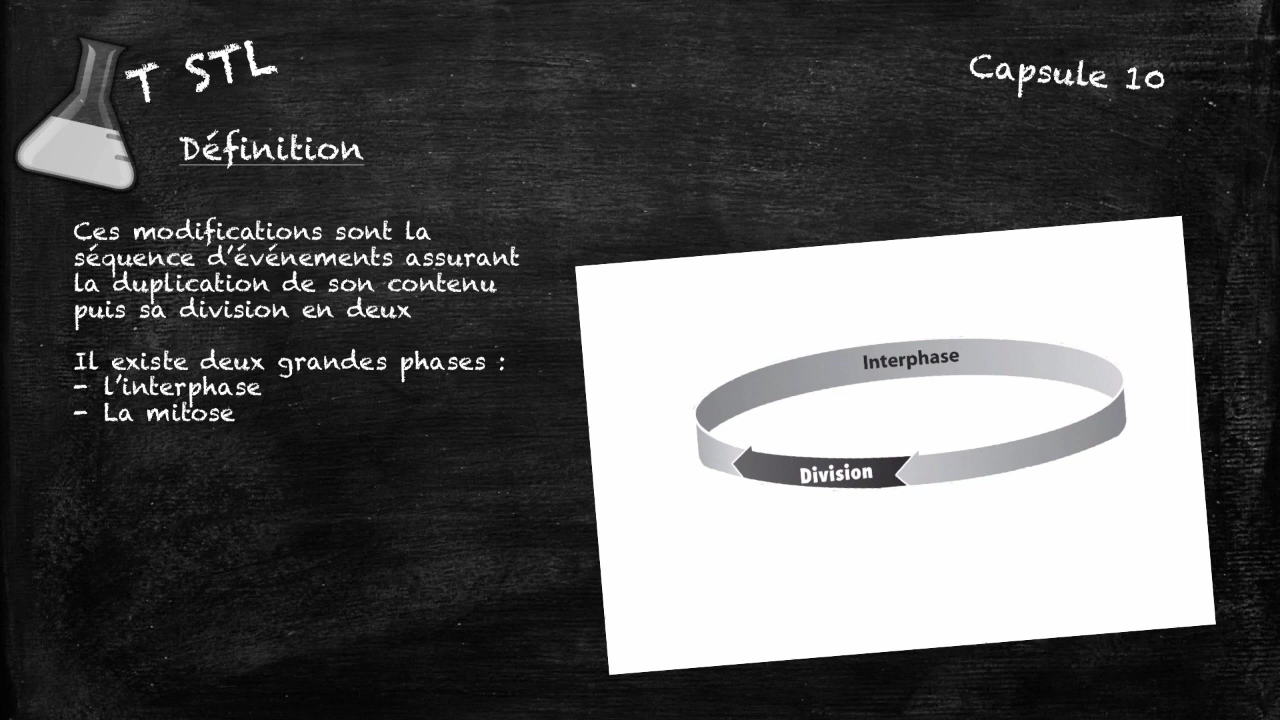 T STL
Capsule 10
Définition
Ces modifications sont la
séquence d'événements assurant
la duplication de son contenu
puis sa division en deux
Il existe deux grandes phases :
- l'interphase
- La mitose
Interphase
Division